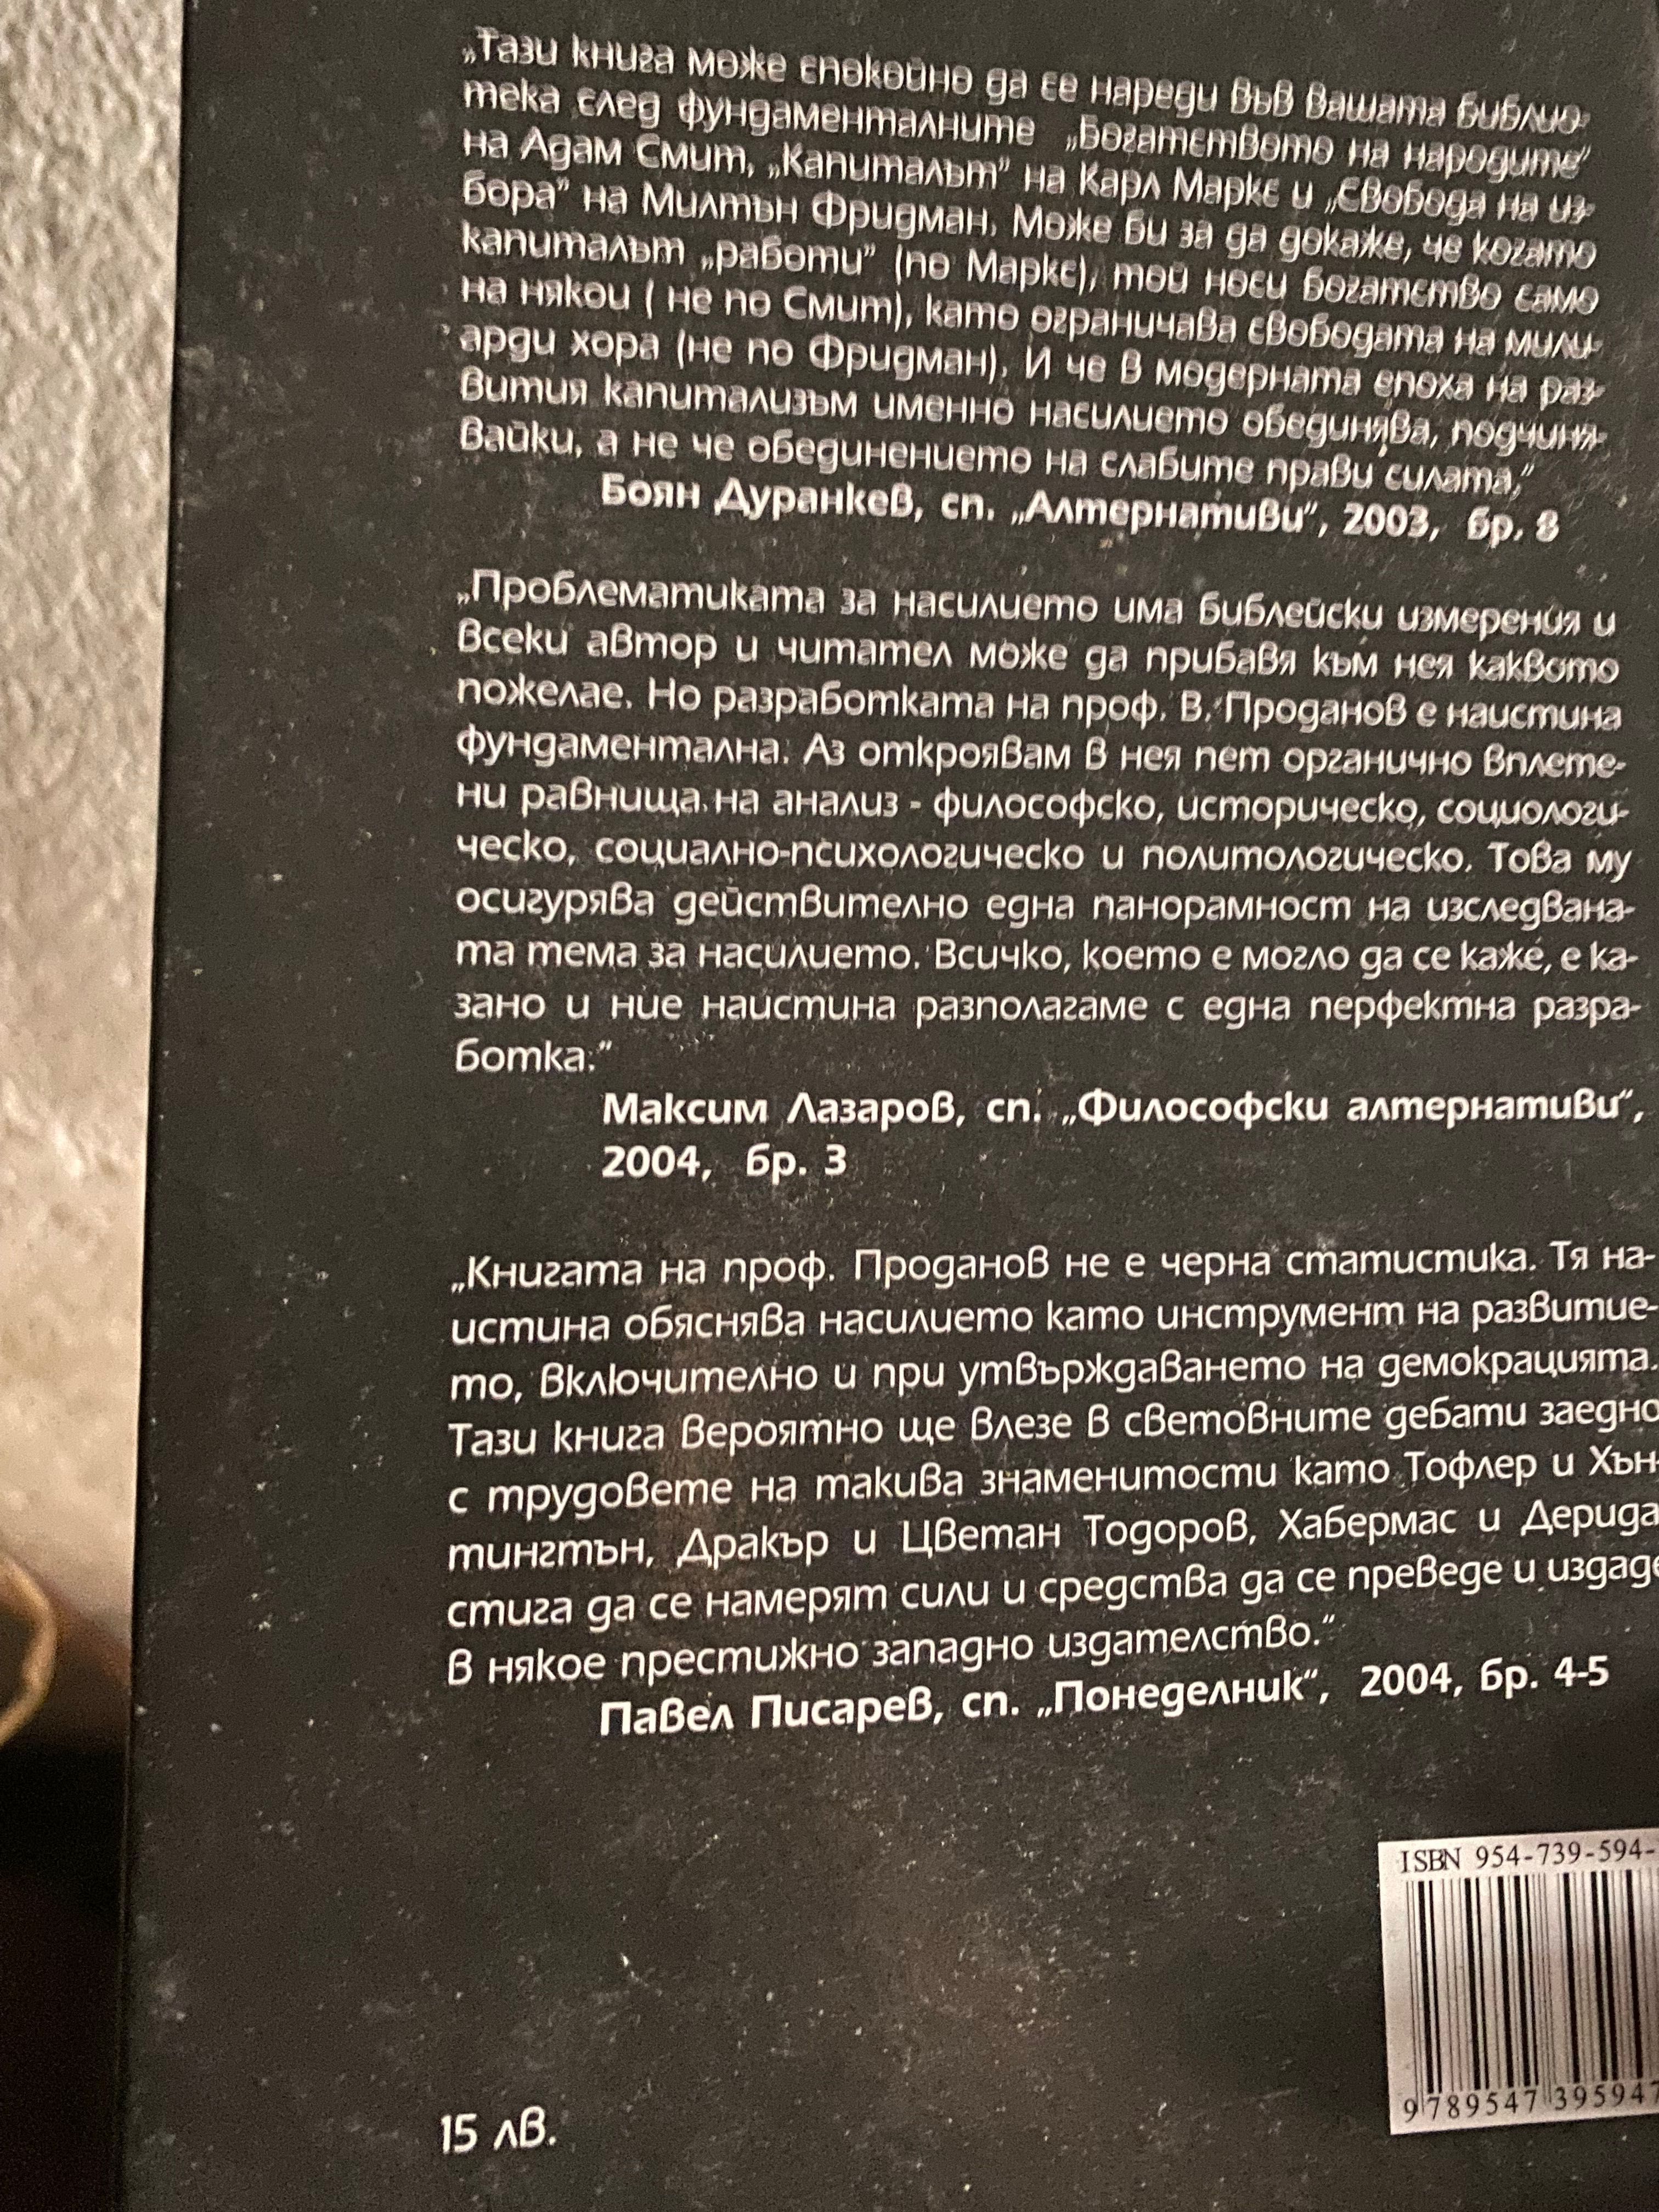 „Тази книга може спокойно да се нареди във вашата библио-
тека след фундаменталните „Богатството на народите”
на Адам Смит, „Капиталът” на Карл Маркс и „Свобода на из-
бора” на Милтън Фридман. Може би за да докаже, че когато
капиталът „работи” (по Маркс), той носи богатство само
на някои ( не по Смит), като ограничава свободата на мили-
арди хора (не по Фридман). И че в модерната епоха на раз-
вития капитализъм именно насилието обединява, подчиня-
вайки, а не че обединението на слабите прави силата.”
Боян Дуранкев, сп. „Алтернативи“, 2003, бр. 8
„Проблематиката за насилието има библейски измерения и
всеки автор и читател може да прибавя към нея каквото
пожелае. Но разработката на проф. В. Проданов е наистина
фундаментална. Аз откроявам в нея пет органично вплете-
ни равнища на анализ - философско, историческо, социологи-
ческо, социално-психологическо и политологическо. Това му
осигурява действително една панорамност на изследвана-
та тема за насилието. Всичко, което е могло да се каже, е ка-
зано и ние наистина разполагаме с една перфектна разра-
ботка.”
Максим Лазаров, сп. „Философски алтернативи“,
2004, бр. 3
„Книгата на проф. Проданов не е черна статистика. Тя на-
истина обяснява насилието като инструмент на развитие-
то, включително и при утвърждаването на демокрацията.
Тази книга вероятно ще влезе в световните дебати заедно
с трудовете на такива знаменитости като Тофлер и Хън-
тингтън, Дракър и Цветан Тодоров, Хабермас и Дерида
стига да се намерят сили и средства да се преведе и издаде
в някое престижно западно издателство.“
Павел Писарев, сп. „Понеделник“, 2004, бр. 4-5
ISBN 954-739-594-
9 789547 395947
15 лв.